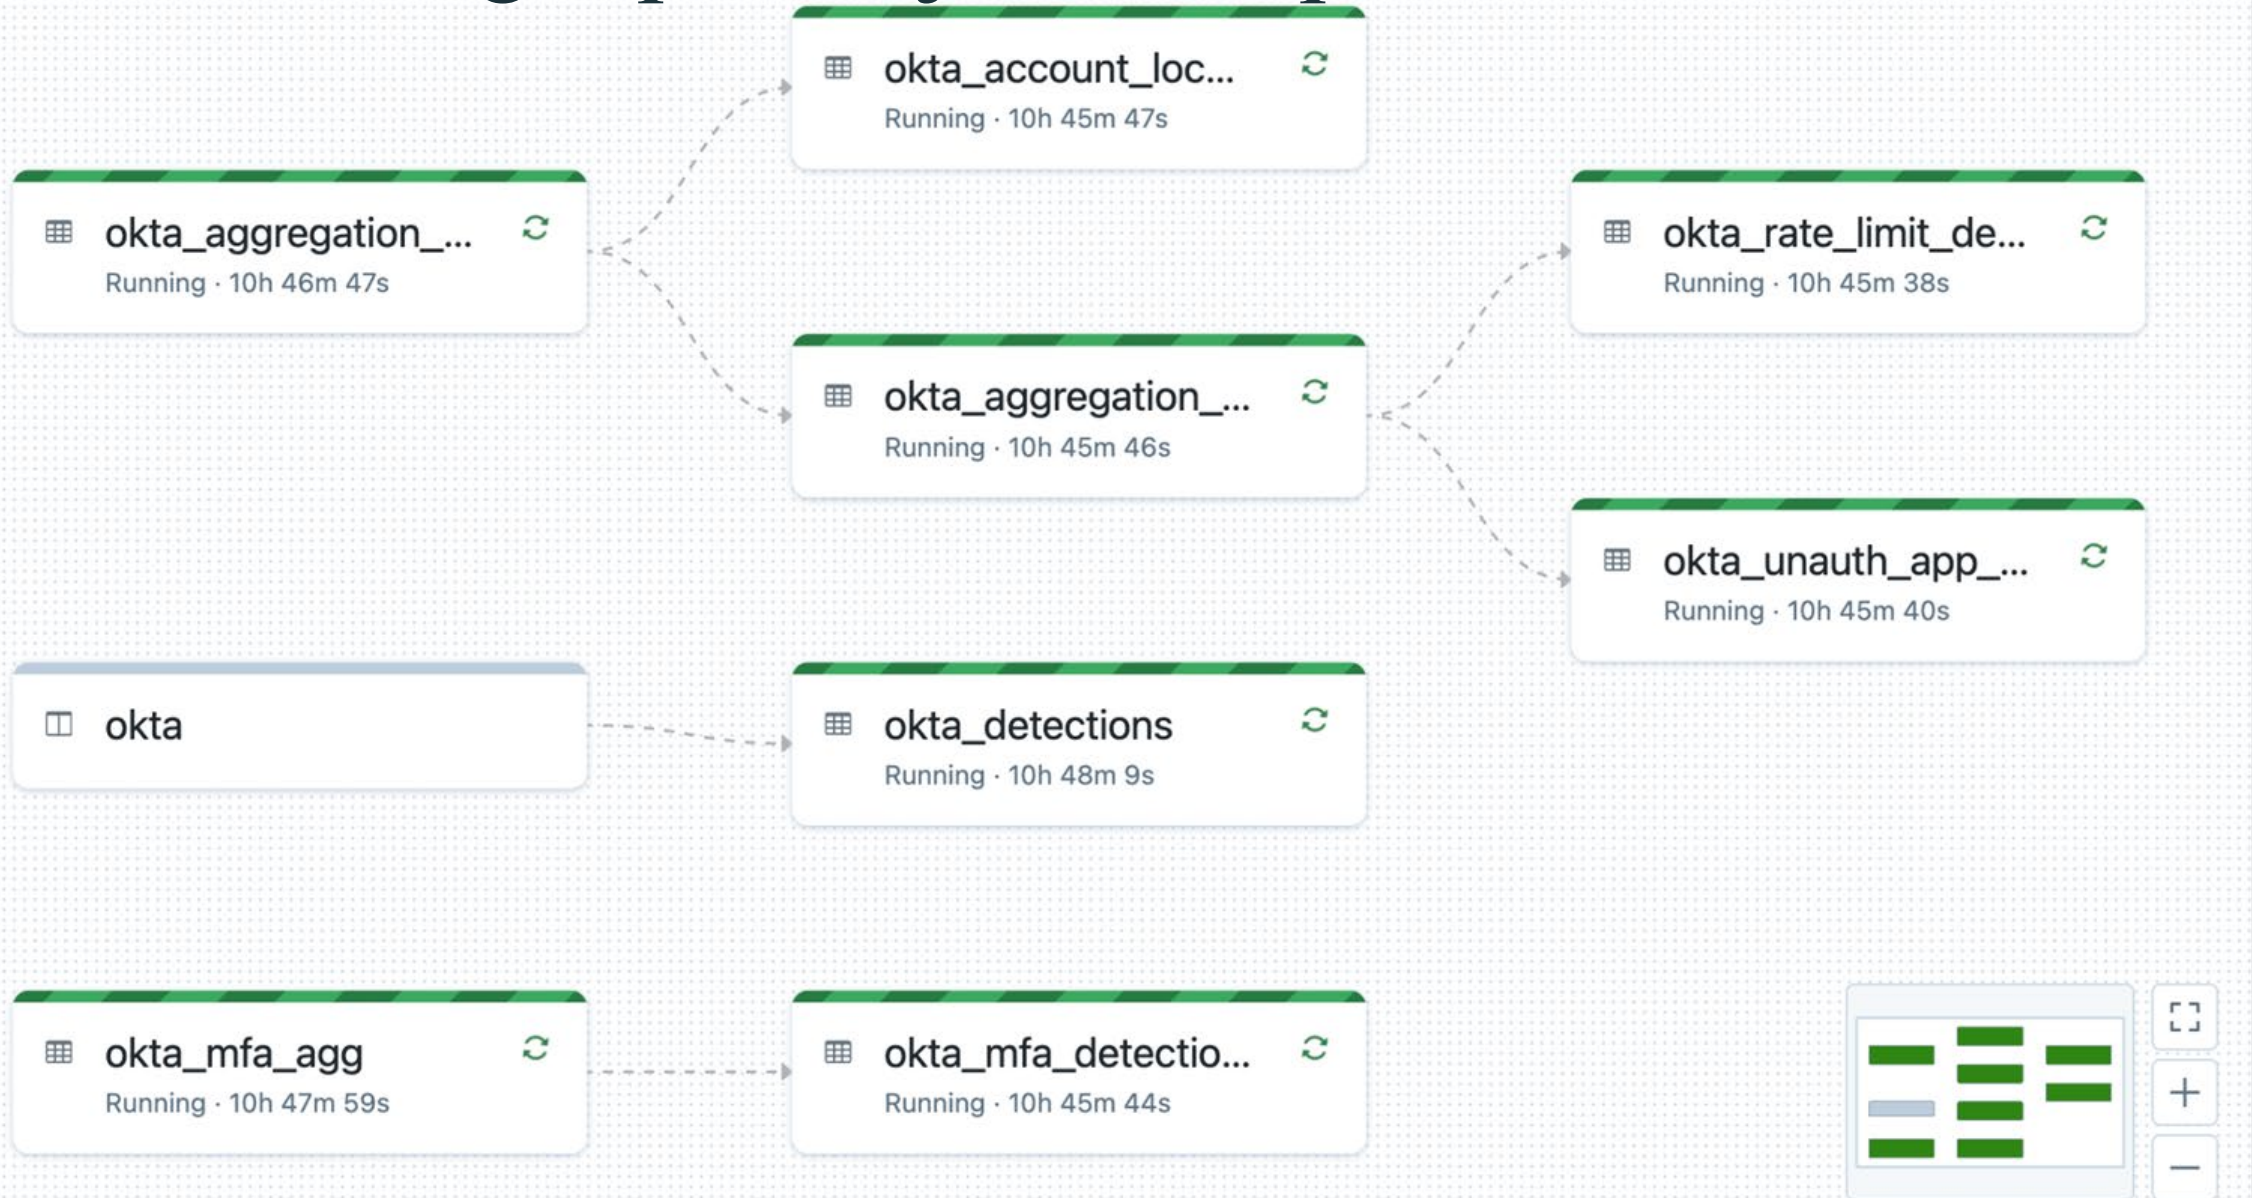 okta_account_loc...
Running · 10h 45m 47s
okta_aggregation_...
Running · 10h 46m 47s
okta_rate_limit_de...
Running · 10h 45m 38s
okta_aggregation_...
Running · 10h 45m 46s
okta_unauth_app_...
Running · 10h 45m 40s
okta
okta_detections
Running · 10h 48m 9s
okta_mfa_agg
Running · 10h 47m 59s
okta_mfa_detectio...
Running · 10h 45m 44s